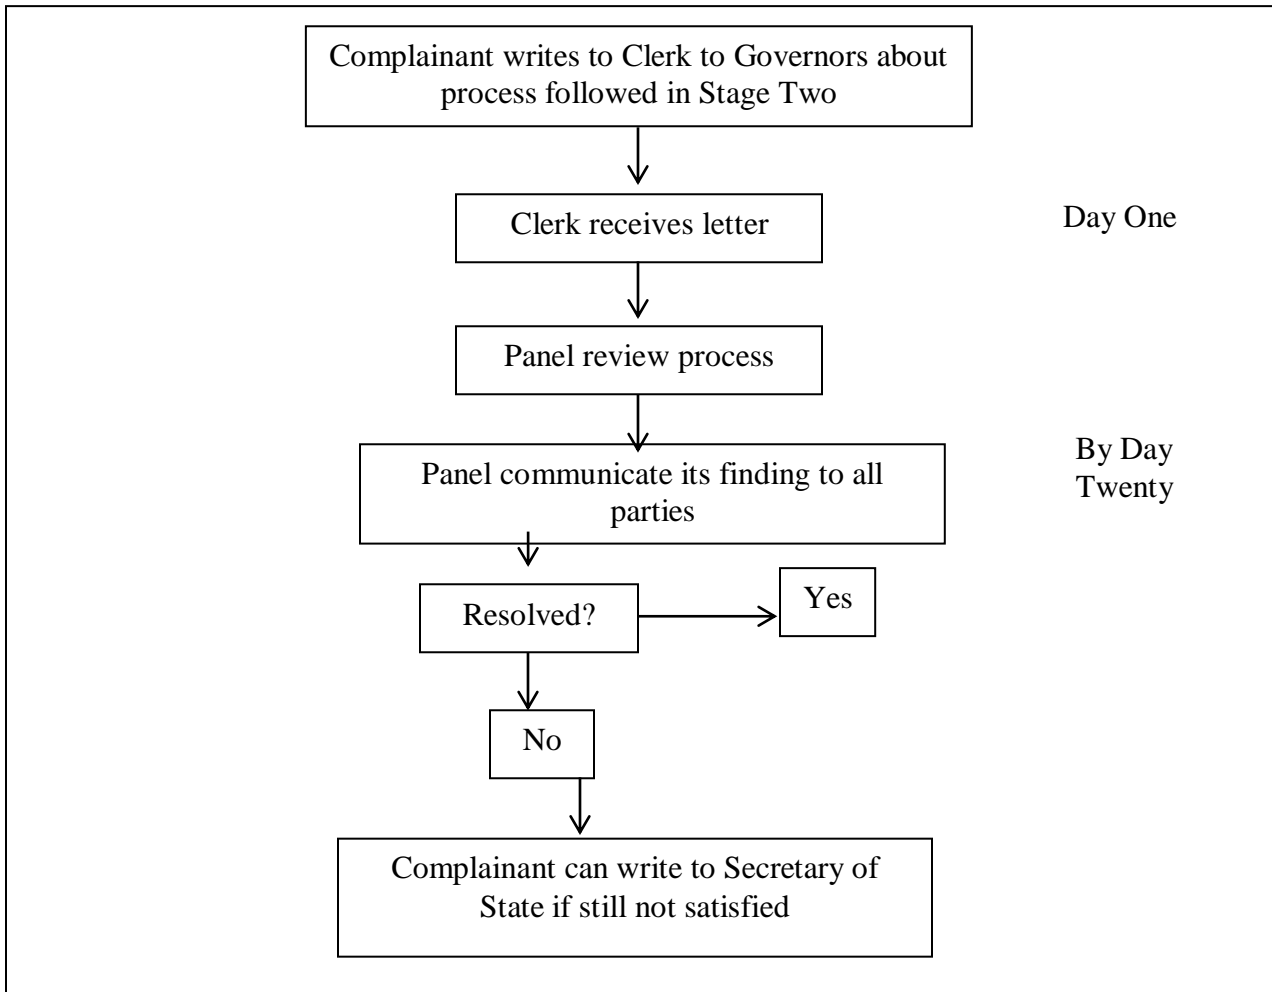 Complainant writes to Clerk to Governors about
process followed in Stage Two
Clerk receives letter
Day One
Panel review process
Panel communicate its finding to all
parties
By Day
Twenty
Resolved?
Yes
No
Complainant can write to Secretary of
State if still not satisfied